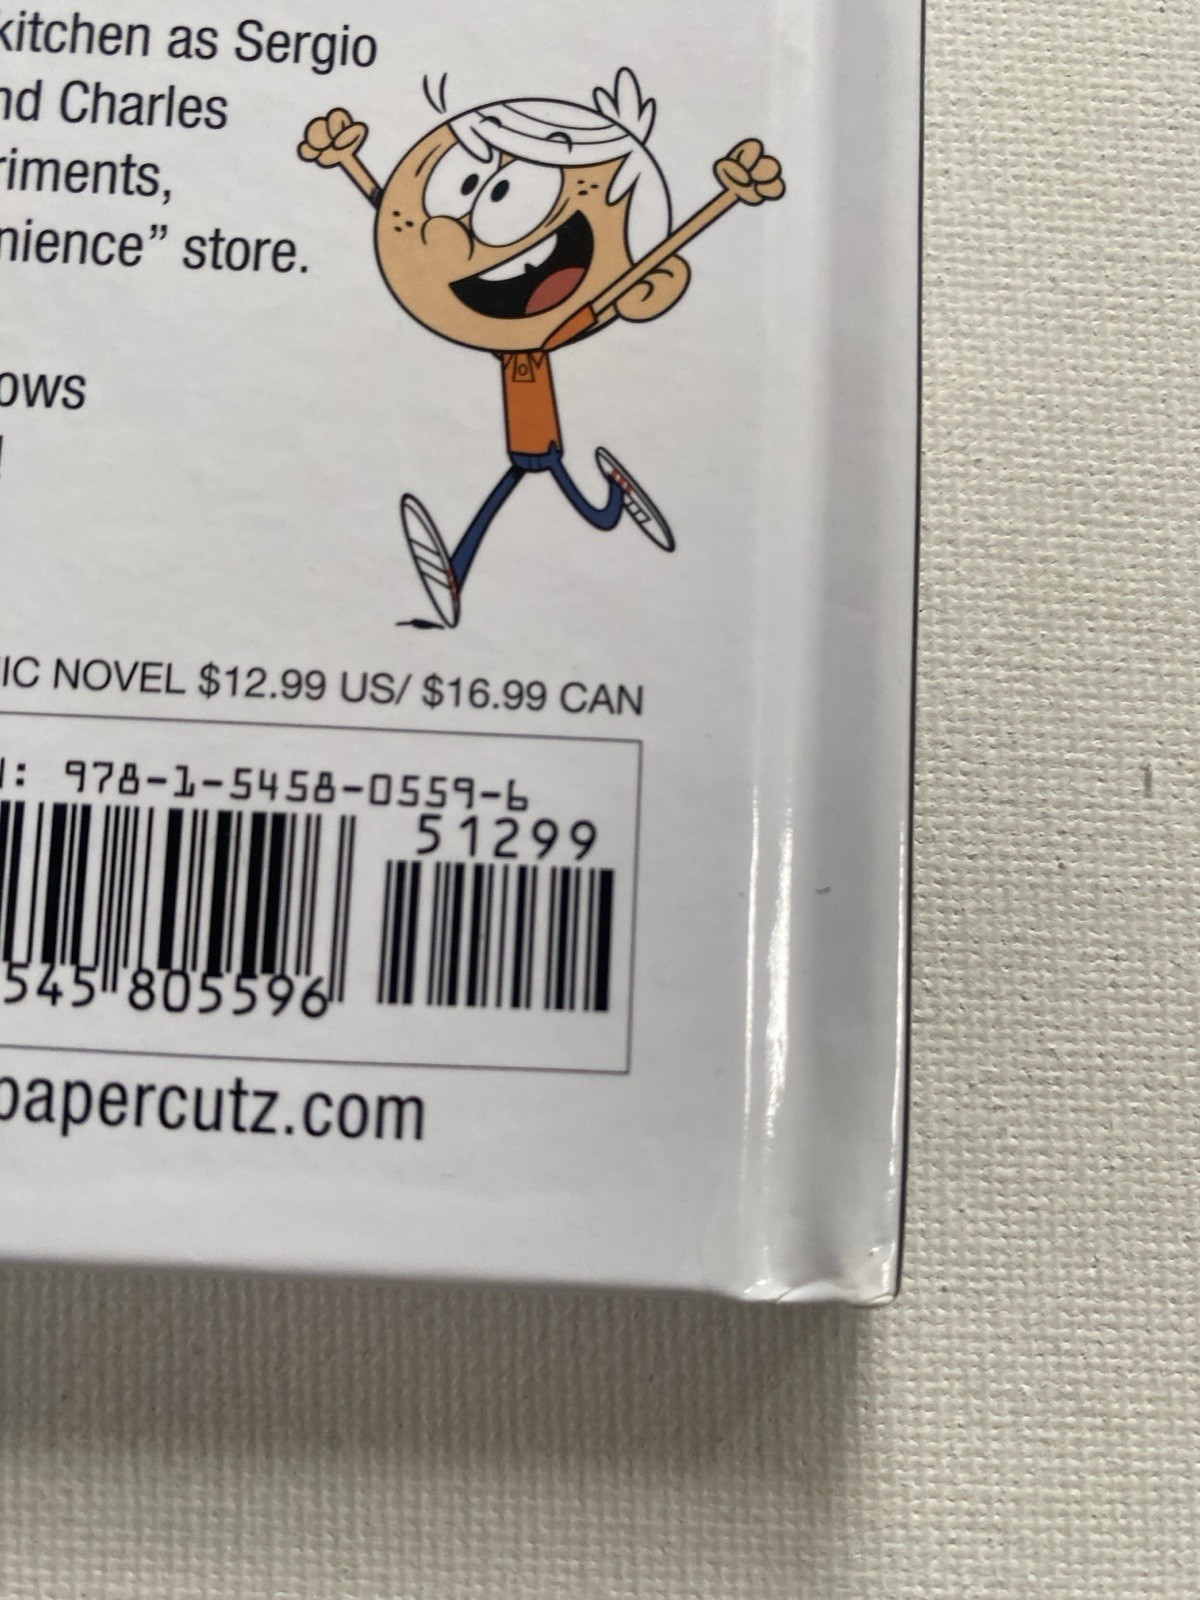 kitchen as Sergio
nd Charles
riments,
nience” store.
ows
!
IC NOVEL $12.99 US/ $16.99 CAN
: 978-1-5458-0559-6
51299
545 805596
papercutz.com